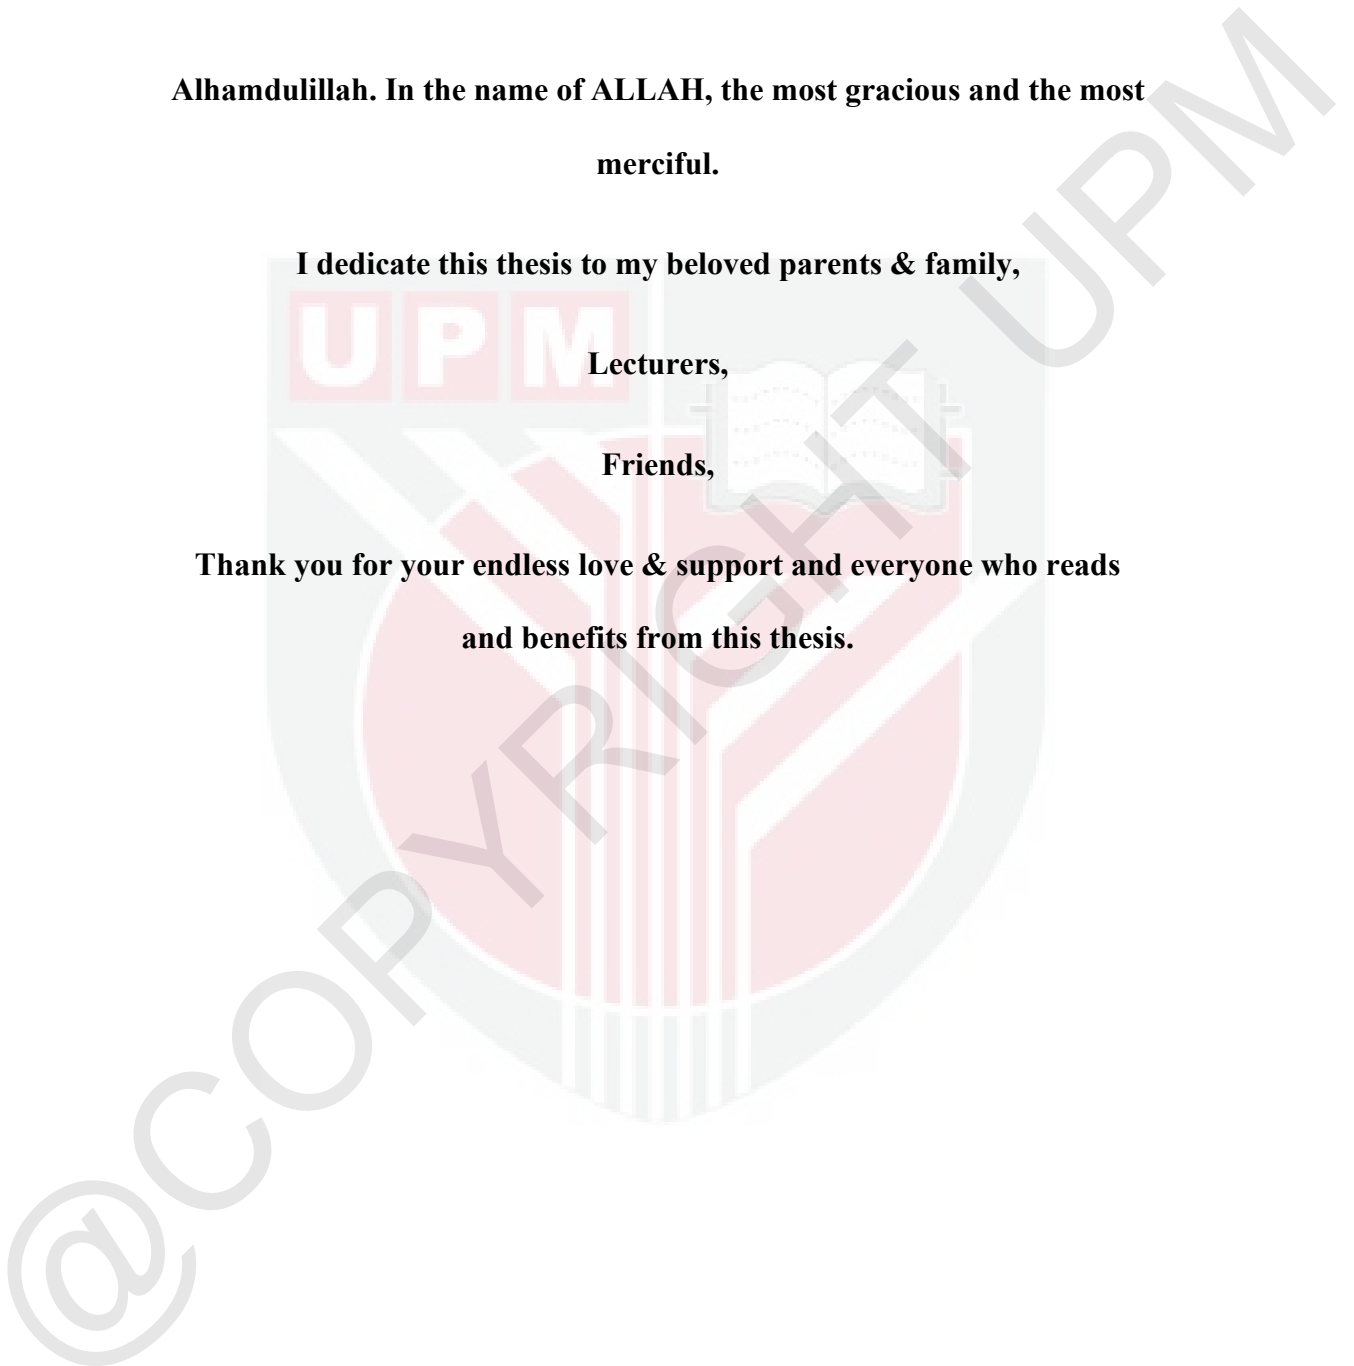 Alhamdulillah. In the name of ALLAH, the most gracious and the most
merciful.
I dedicate this thesis to my beloved parents & family,
UPM
Lecturers,
Friends,
Thank you for your endless love & support and everyone who reads
and benefits from this thesis.
@COPYRIGHT UPM